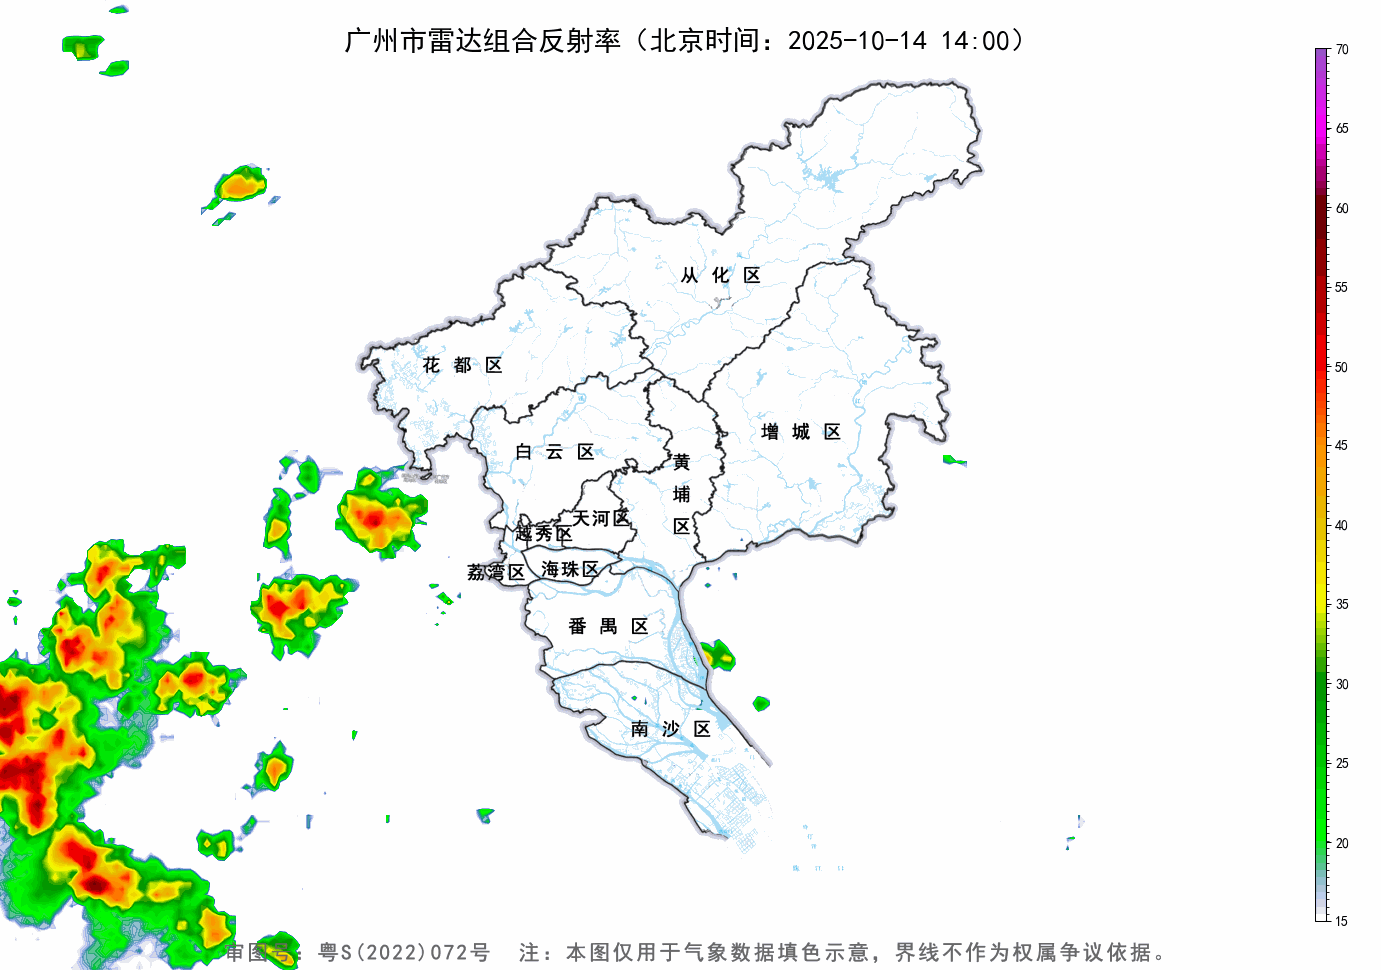 广州市雷达组合反射率（北京时间：2025-10-14 14:00）
70
65
60
55
50
45
40
35
30
25
20
15
从化区
花都区
增城区
白云区
黄埔区
天河区
越秀区
荔湾区
海珠区
番禺区
南沙区
审图号：粤S(2022)072号 注：本图仅用于气象数据填色示意，界线不作为权属争议依据。